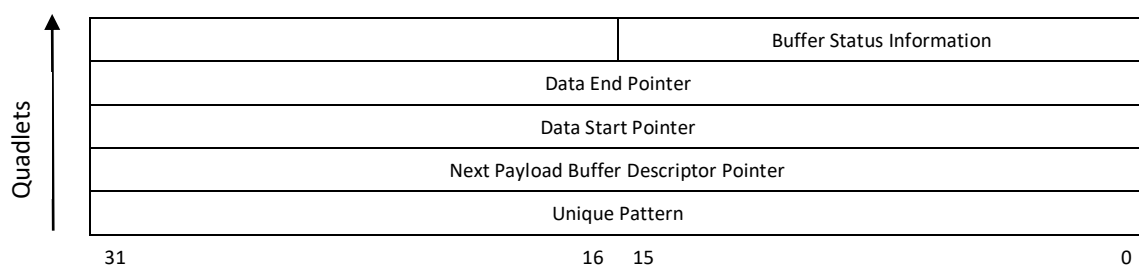 Buffer Status Information
Data End Pointer
Data Start Pointer
Next Payload Buffer Descriptor Pointer
Unique Pattern
Quadlets
31 16 15 0